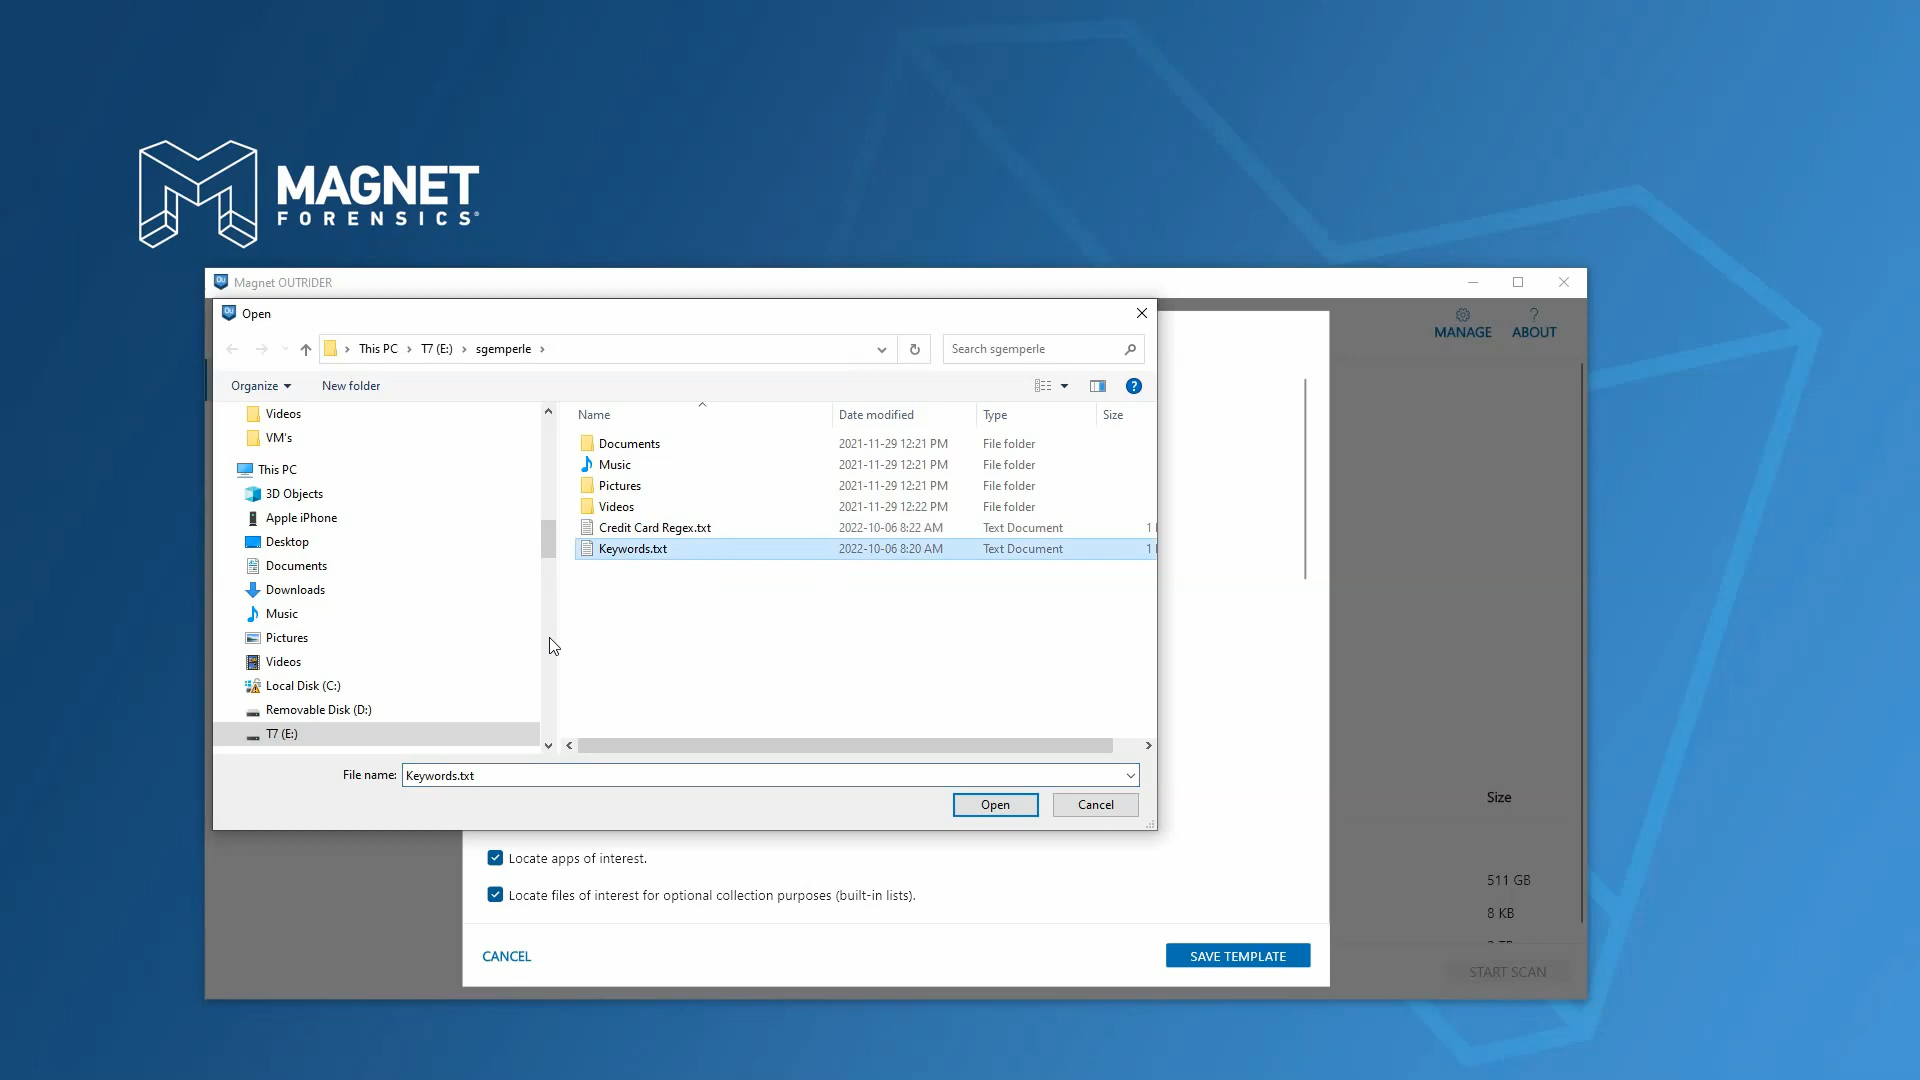 MAGNET
FORENSICS®
Magnet OUTRIDER
MANAGE ABOUT
Open
This PC T7 (E:) sgemperle
Search sgemperle
Organize New folder
Videos
VM's
This PC
3D Objects
Apple iPhone
Desktop
Documents
Downloads
Music
Pictures
Videos
Local Disk (C:)
Removable Disk (D:)
T7 (E:)
Name Date modified Type Size
Documents 2021-11-29 12:21 PM File folder
Music 2021-11-29 12:21 PM File folder
Pictures 2021-11-29 12:21 PM File folder
Videos 2021-11-29 12:22 PM File folder
Credit Card Regex.txt 2022-10-06 8:22 AM Text Document 1
Keywords.txt 2022-10-06 8:20 AM Text Document 1
File name: Keywords.txt
Open Cancel
Size
511 GB
8 KB
Locate apps of interest.
Locate files of interest for optional collection purposes (built-in lists).
CANCEL SAVE TEMPLATE
START SCAN